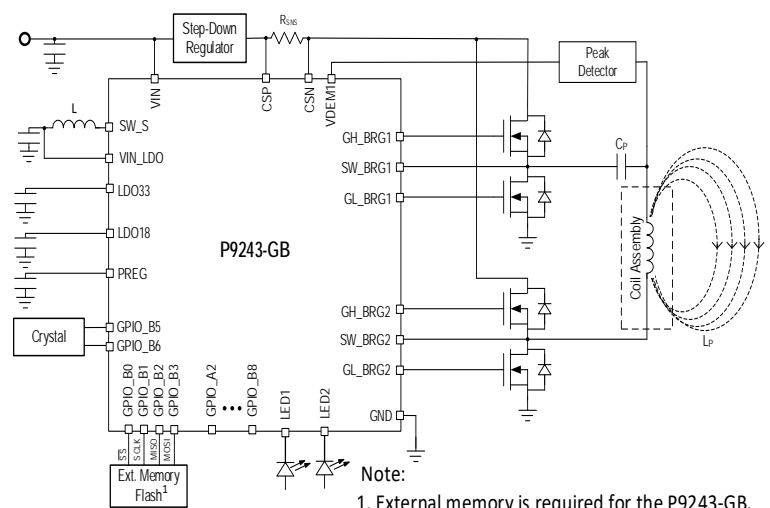 Step-Down
Regulator
RSNS
Peak
Detector
VIN
CSP
CSN
VDEM1
L
SW_S
VIN_LDO
LDO33
LDO18
PREG
GPIO_B5
GPIO_B6
Crystal
P9243-GB
GH_BRG1
SW_BRG1
GL_BRG1
GH_BRG2
SW_BRG2
GL_BRG2
GND
CP
Coil Assembly
LP
GPIO_B0
GPIO_B1
GPIO_B2
GPIO_B3
GPIO_A2
GPIO_B8
LED1
LED2
SS
SCLK
MISO
MOSI
Ext. Memory
Flash1
Note:
1. External memory is required for the P9243-GB.